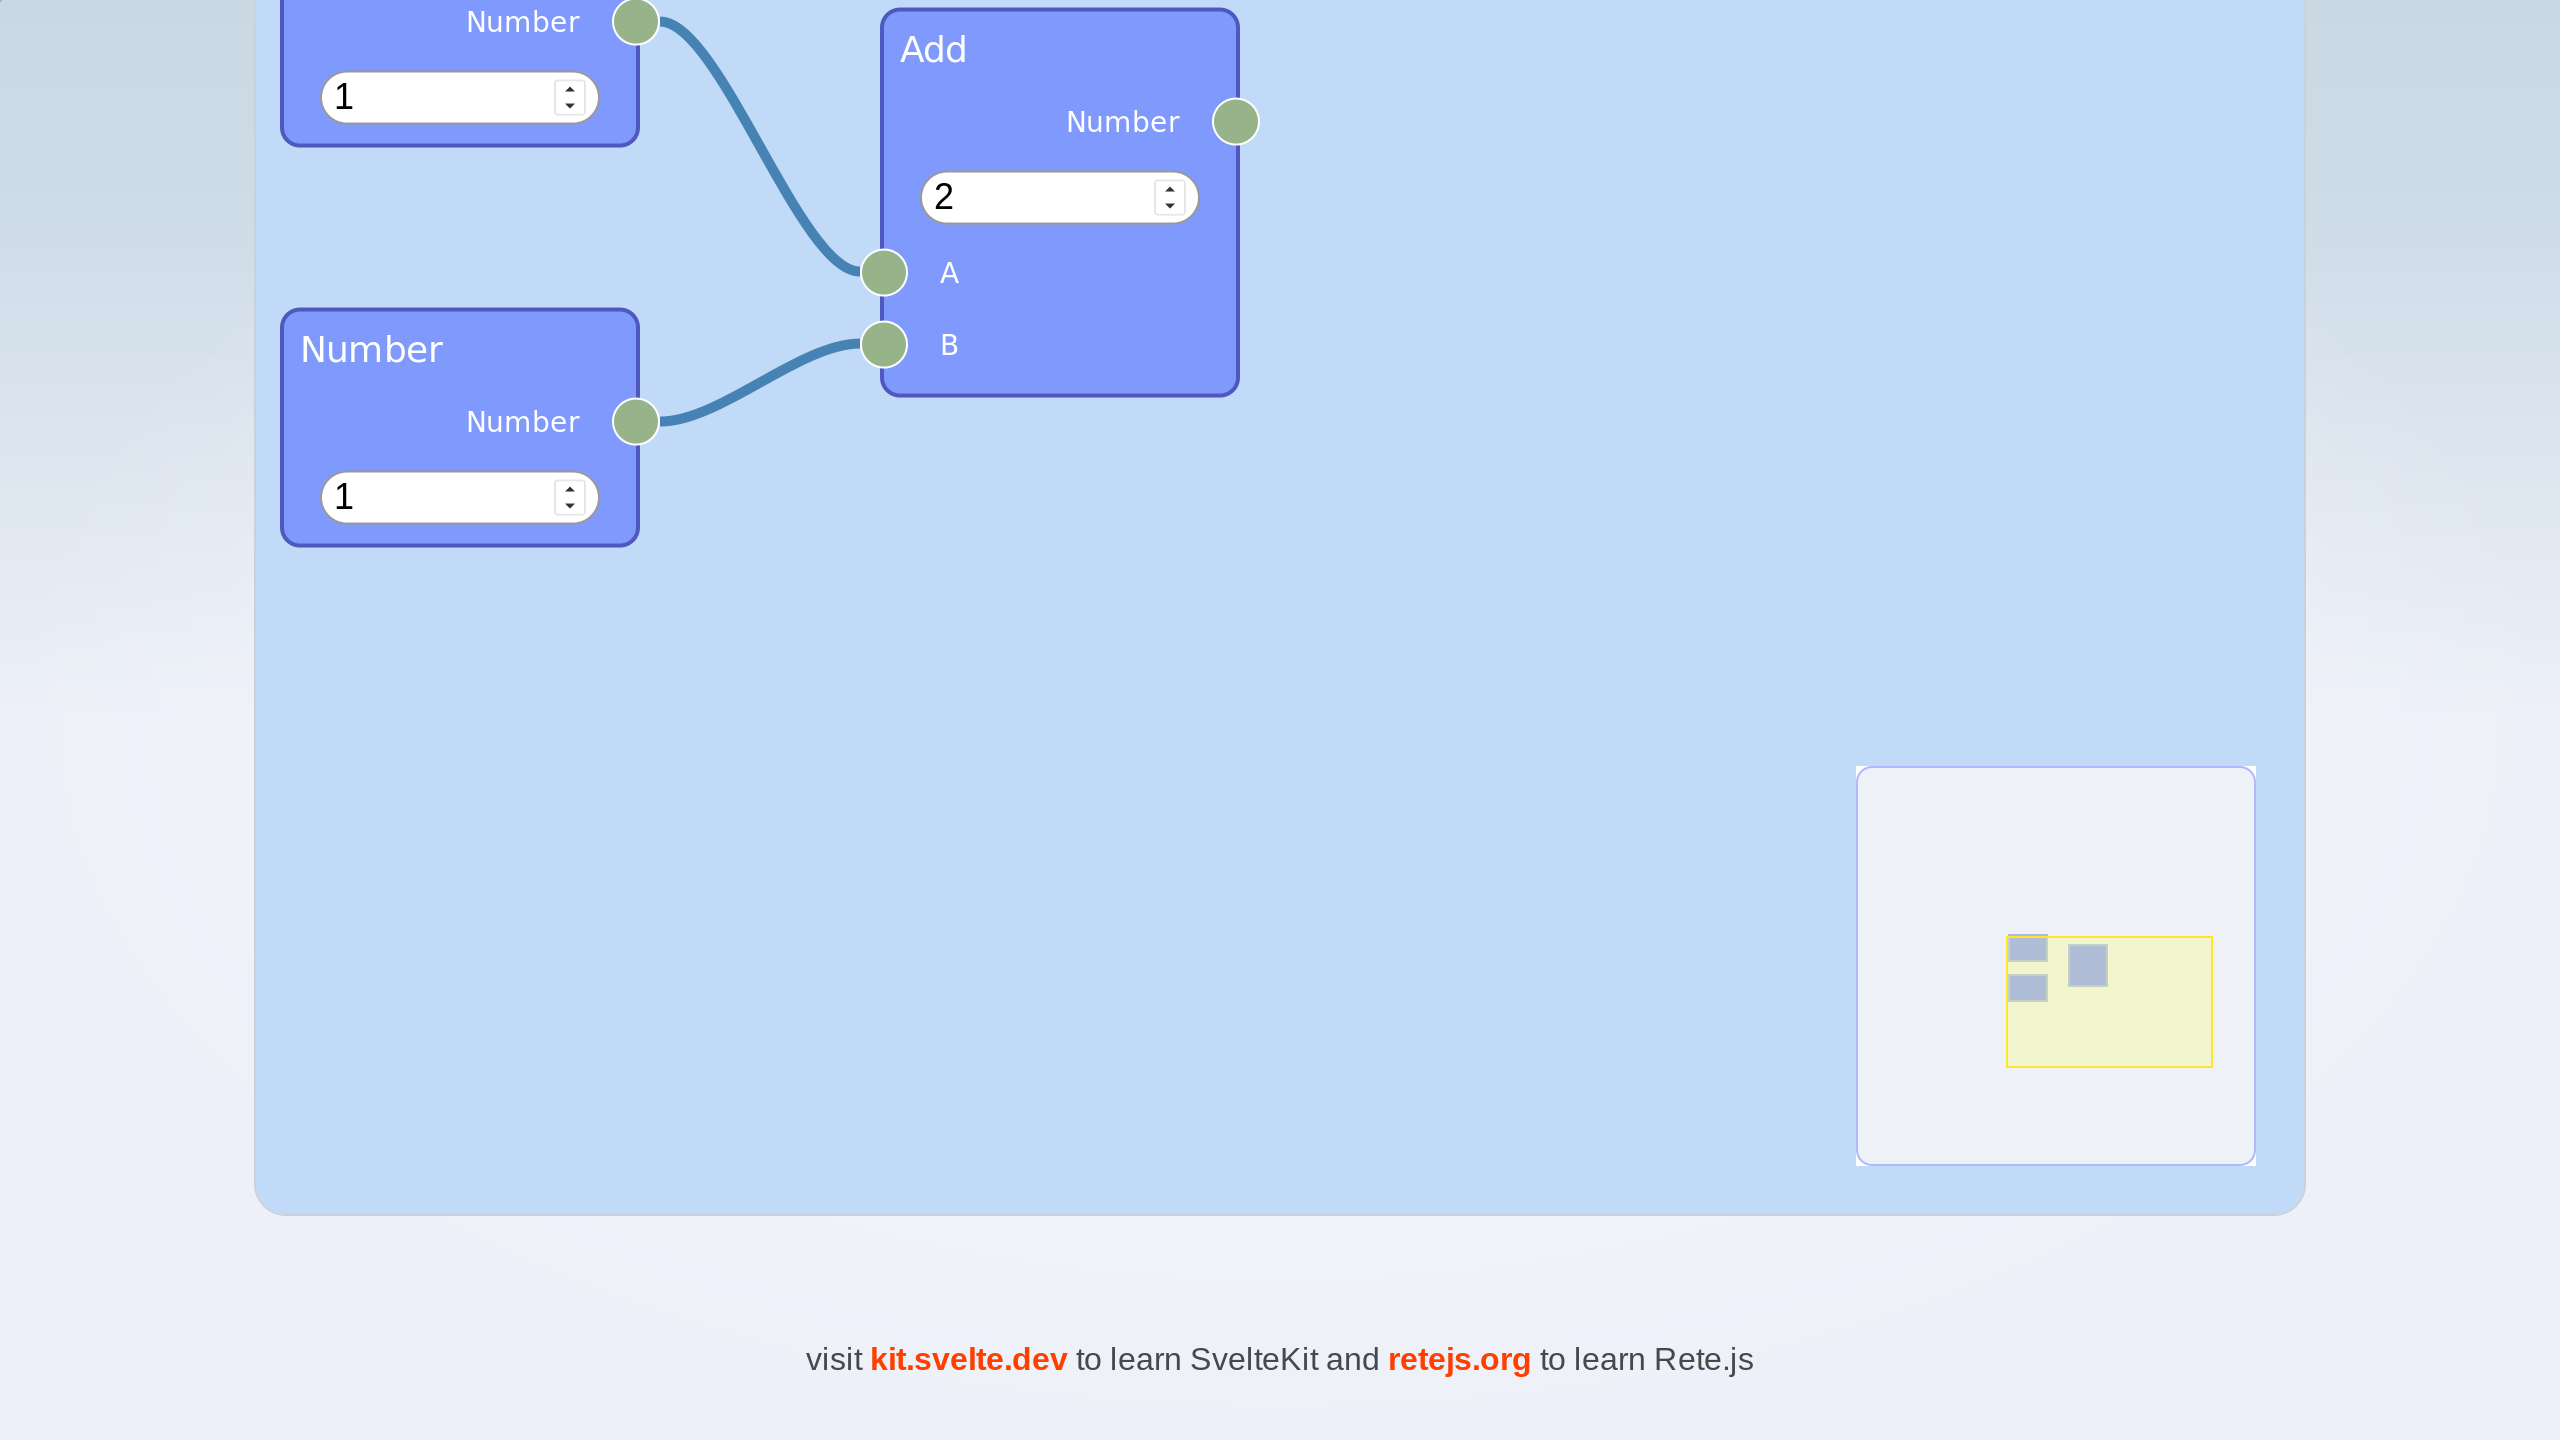 Number
1
Add
Number
2
A
B
Number
Number
1
visit kit.svelte.dev to learn SvelteKit and retejs.org to learn Rete.js